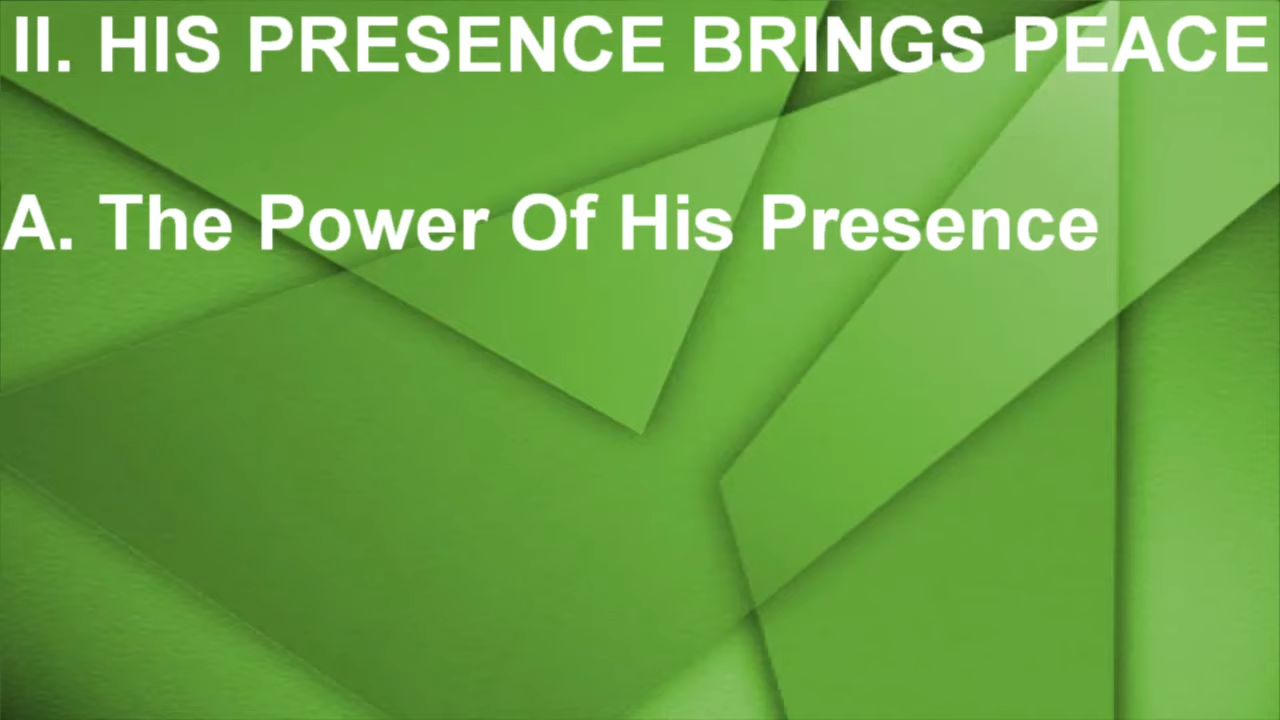 II. HIS PRESENCE BRINGS PEACE
A. The Power Of His Presence